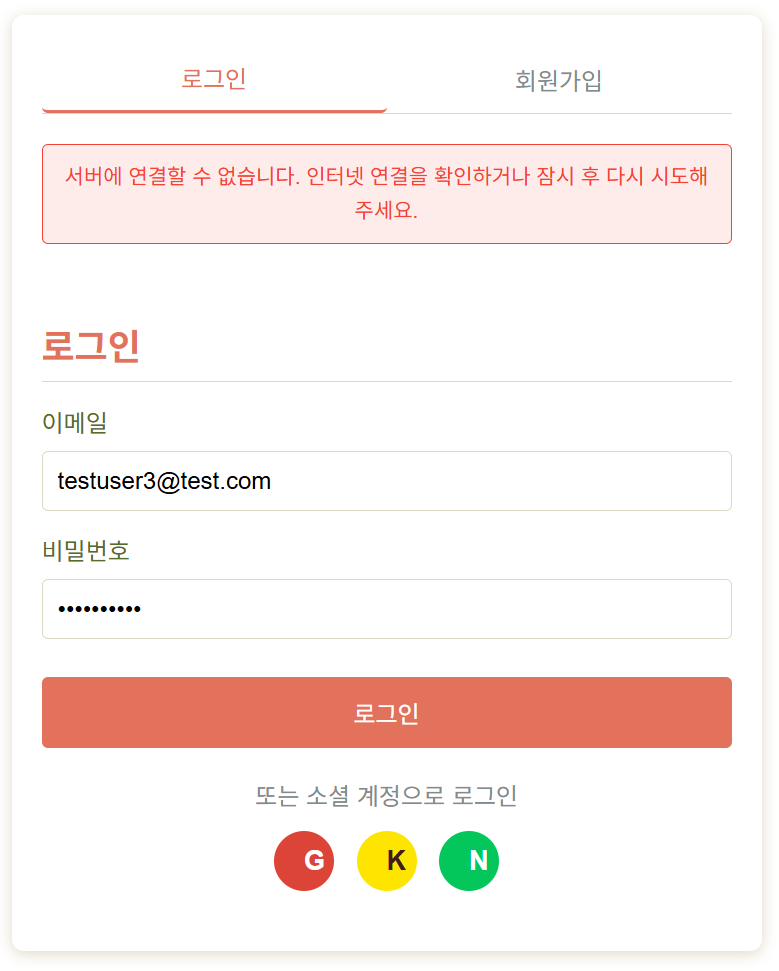 로그인
회원가입
서버에 연결할 수 없습니다. 인터넷 연결을 확인하거나 잠시 후 다시 시도해
주세요.
로그인
이메일
testuser3@test.com
비밀번호
••••••••••
로그인
또는 소셜 계정으로 로그인
G K N